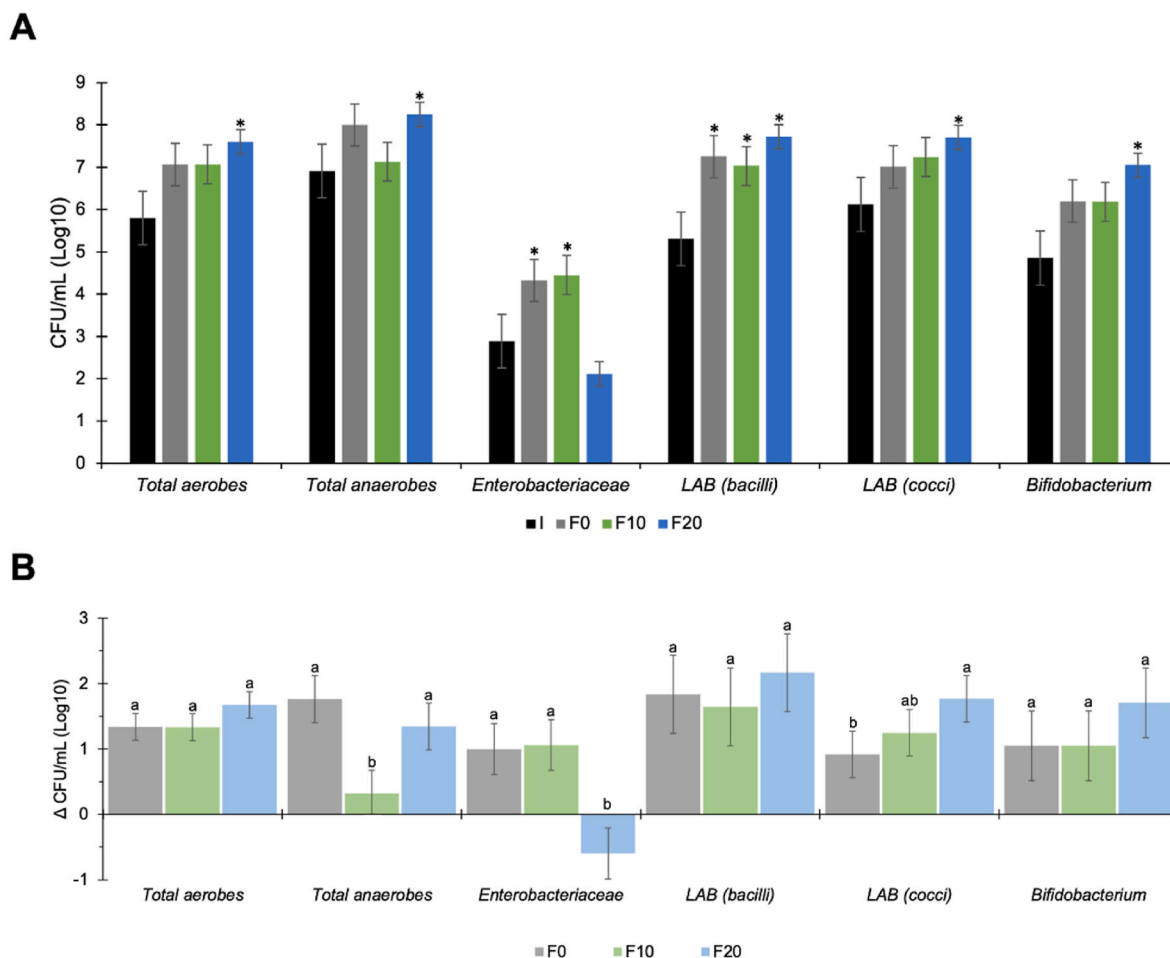 A
CFU/mL (Log10)
9
8
7
6
5
4
3
2
1
0
* * * * * * * * *
Total aerobes Total anaerobes Enterobacteriaceae LAB (bacilli) LAB (cocci) Bifidobacterium
I F0 F10 F20
B
Δ CFU/mL (Log10)
3
2
1
0
-1
a a a a b a a a b a a a b ab a a a a
Total aerobes Total anaerobes Enterobacteriaceae LAB (bacilli) LAB (cocci) Bifidobacterium
F0 F10 F20